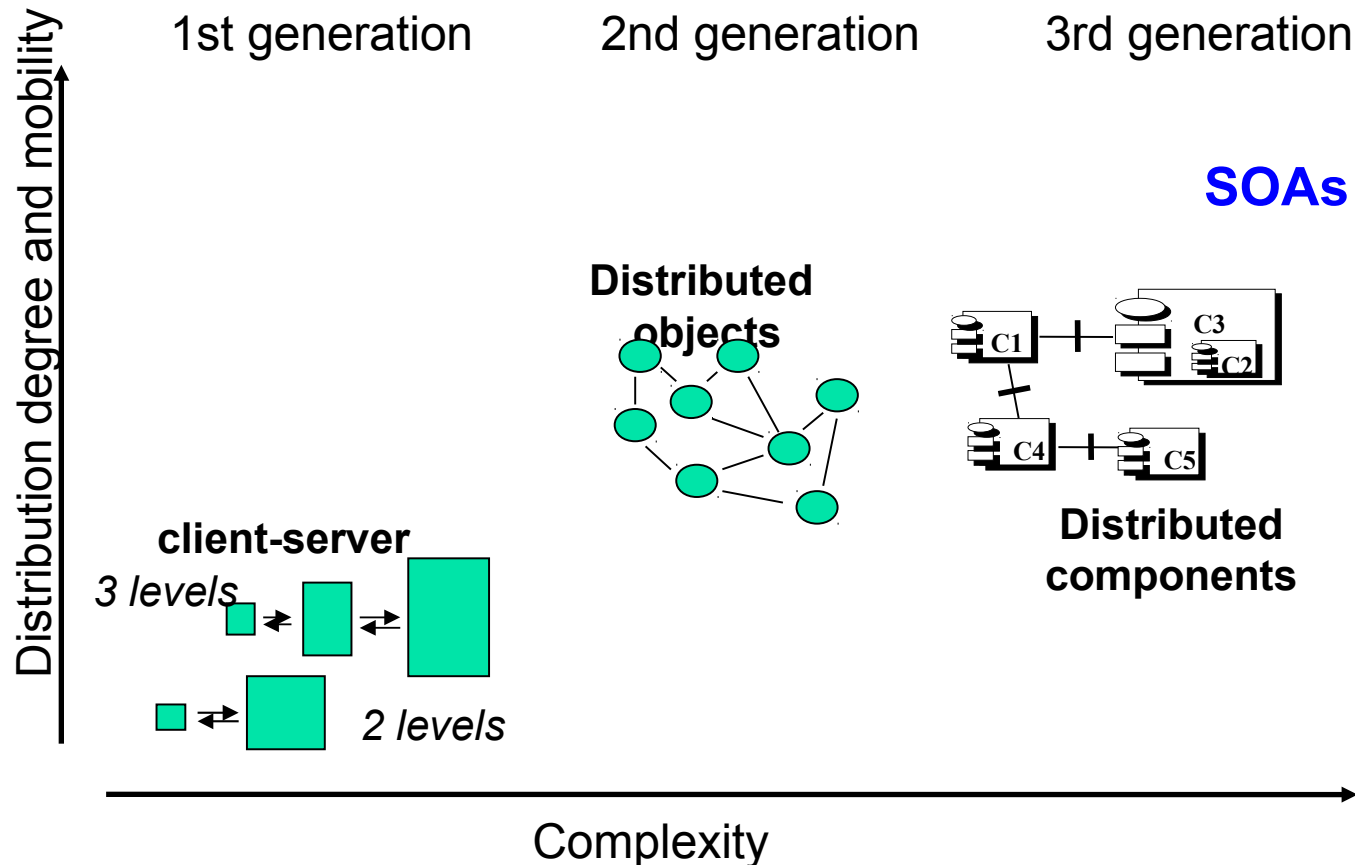 1st generation
2nd generation
3rd generation
Distribution degree and mobility
SOAs
Distributed
objects
C1
C3
C2
C4
C5
Distributed
components
client-server
3 levels
2 levels
Complexity